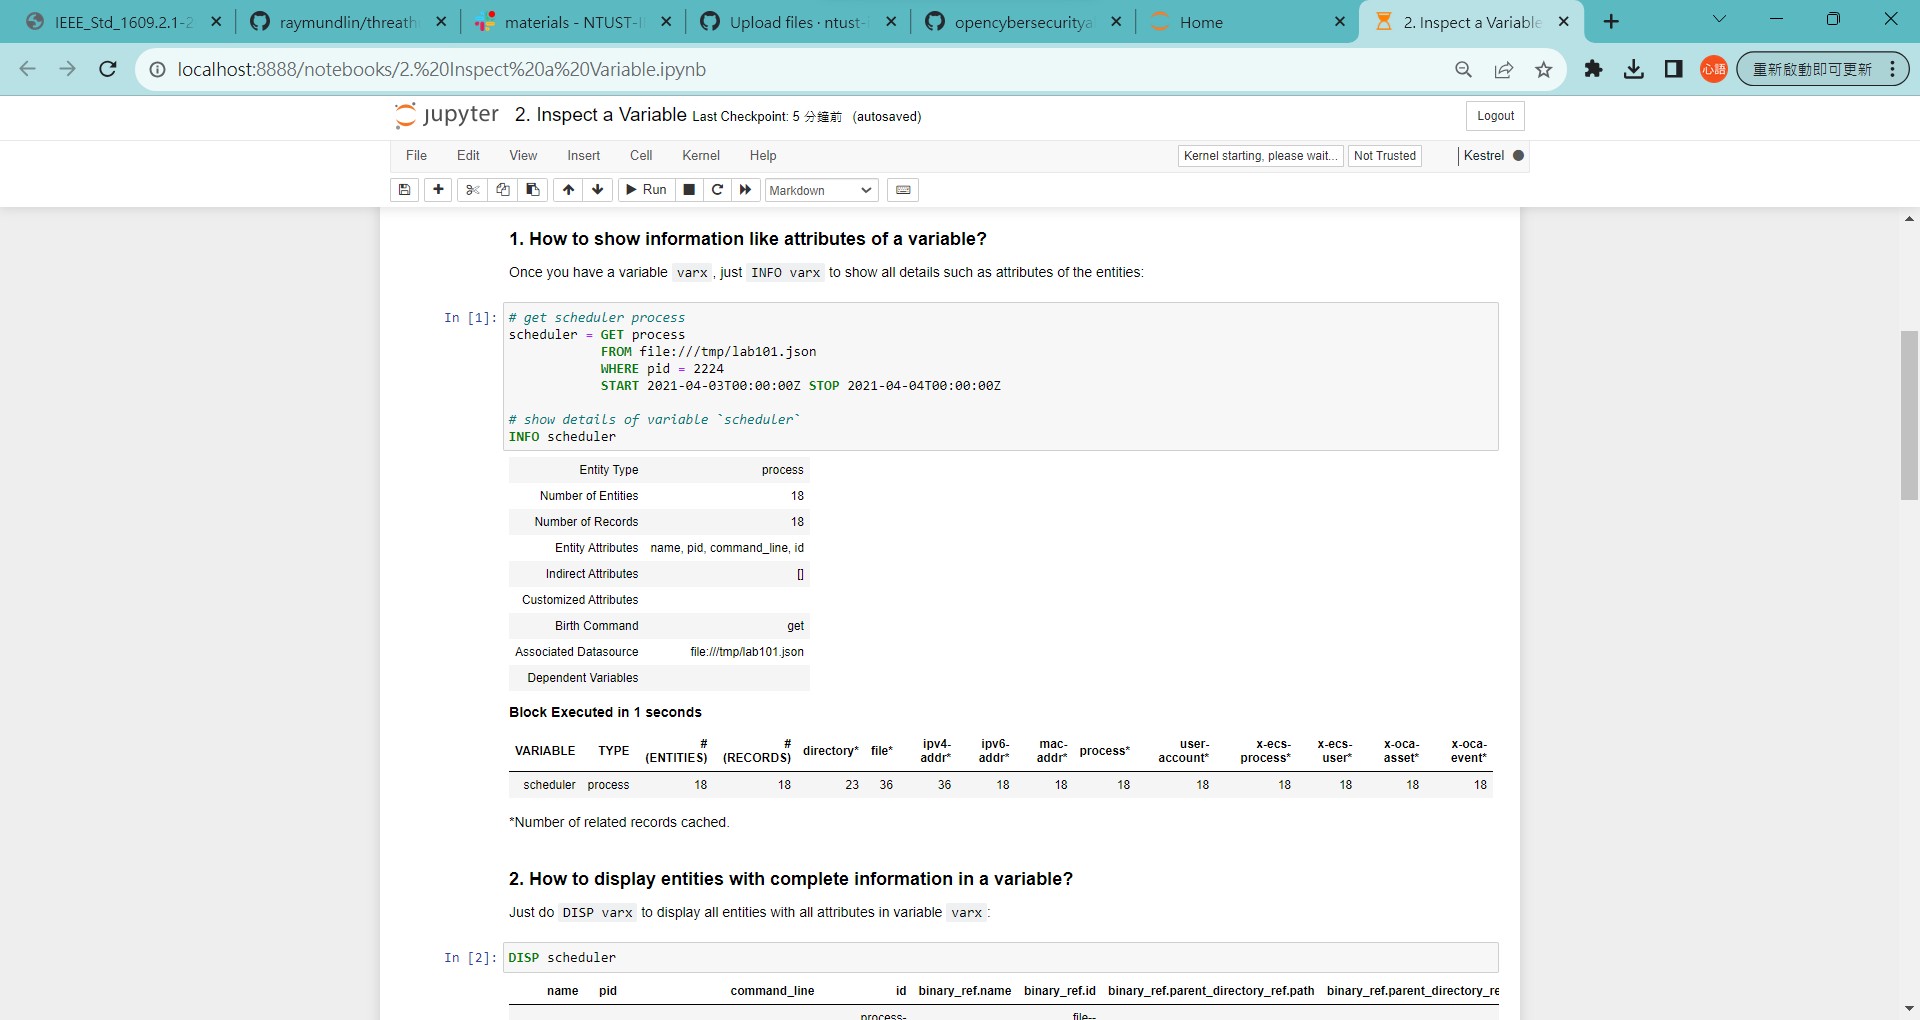 IEEE_Std_1609.2.1-2
raymundlin/threath
materials - NTUST-I
Upload files · ntust-i
opencybersecuritya
Home
2. Inspect a Variable
localhost:8888/notebooks/2.%20Inspect%20a%20Variable.ipynb
心語
重新啟動即可更新
jupyter 2. Inspect a Variable Last Checkpoint: 5 分鐘前 (autosaved)
Logout
File Edit View Insert Cell Kernel Help
Kernel starting, please wait... Not Trusted Kestrel
Run Markdown
1. How to show information like attributes of a variable?
Once you have a variable varx, just INFO varx to show all details such as attributes of the entities:
In [1]: # get scheduler process
scheduler = GET process
FROM file:///tmp/lab101.json
WHERE pid = 2224
START 2021-04-03T00:00:00Z STOP 2021-04-04T00:00:00Z
# show details of variable `scheduler`
INFO scheduler
Entity Type process
Number of Entities 18
Number of Records 18
Entity Attributes name, pid, command_line, id
Indirect Attributes []
Customized Attributes
Birth Command get
Associated Datasource file:///tmp/lab101.json
Dependent Variables
Block Executed in 1 seconds
VARIABLE TYPE # (ENTITIES) # (RECORDS) directory* file* ipv4-addr* ipv6-addr* mac-addr* process* user-account* x-ecs-process* x-ecs-user* x-oca-asset* x-oca-event*
scheduler process 18 18 23 36 36 18 18 18 18 18 18 18 18
*Number of related records cached.
2. How to display entities with complete information in a variable?
Just do DISP varx to display all entities with all attributes in variable varx:
In [2]: DISP scheduler
name pid command_line id binary_ref.name binary_ref.id binary_ref.parent_directory_ref.path binary_ref.parent_directory_re
process- file--